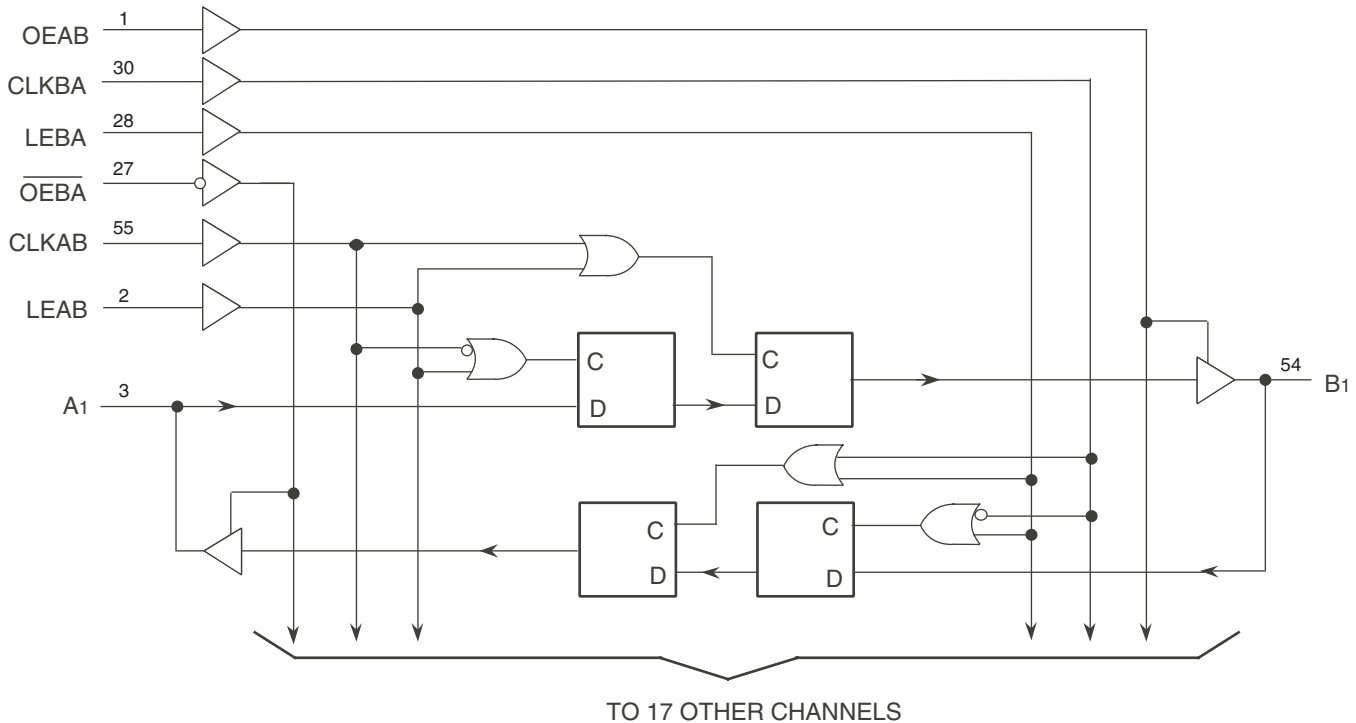 OEAB 1
CLKBA 30
LEBA 28
OEBA 27
CLKAB 55
LEAB 2
C
D
C
D
54
B1
A1 3
C
D
C
D
TO 17 OTHER CHANNELS